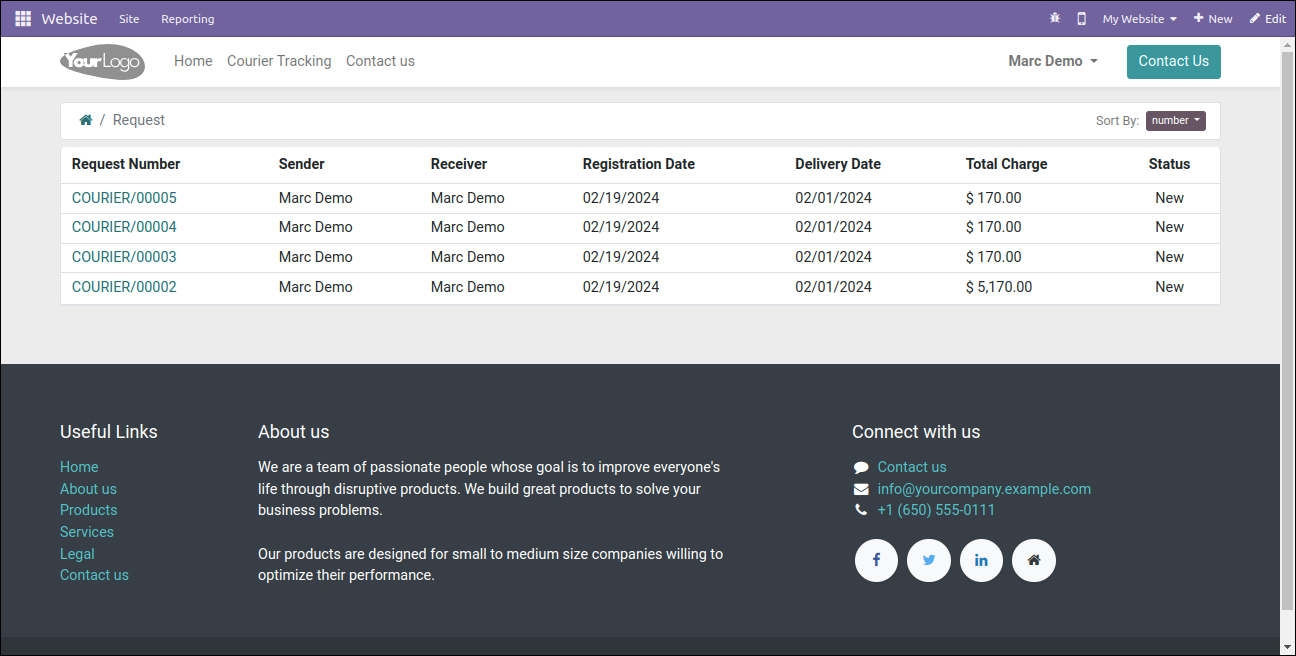 Website Site Reporting My Website New Edit
YourLogo Home Courier Tracking Contact us Marc Demo Contact Us
/ Request Sort By: number
Request Number Sender Receiver Registration Date Delivery Date Total Charge Status
COURIER/00005 Marc Demo Marc Demo 02/19/2024 02/01/2024 $ 170.00 New
COURIER/00004 Marc Demo Marc Demo 02/19/2024 02/01/2024 $ 170.00 New
COURIER/00003 Marc Demo Marc Demo 02/19/2024 02/01/2024 $ 170.00 New
COURIER/00002 Marc Demo Marc Demo 02/19/2024 02/01/2024 $ 5,170.00 New
Useful Links
Home
About us
Products
Services
Legal
Contact us
About us
We are a team of passionate people whose goal is to improve everyone's
life through disruptive products. We build great products to solve your
business problems.
Our products are designed for small to medium size companies willing to
optimize their performance.
Connect with us
Contact us
info@yourcompany.example.com
+1 (650) 555-0111